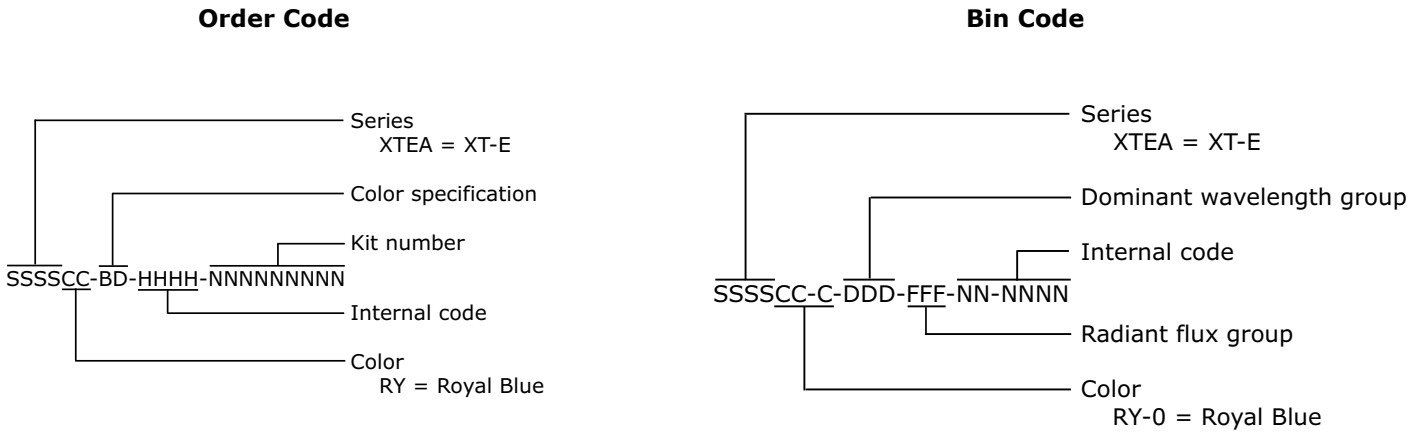 Order Code
Series
XTEA = XT-E
Color specification
Kit number
SSSSCC-BD-HHHH-NNNNNNNNN
Internal code
Color
RY = Royal Blue
Bin Code
Series
XTEA = XT-E
Dominant wavelength group
Internal code
SSSSCC-C-DDD-FFF-NN-NNNN
Radiant flux group
Color
RY-0 = Royal Blue